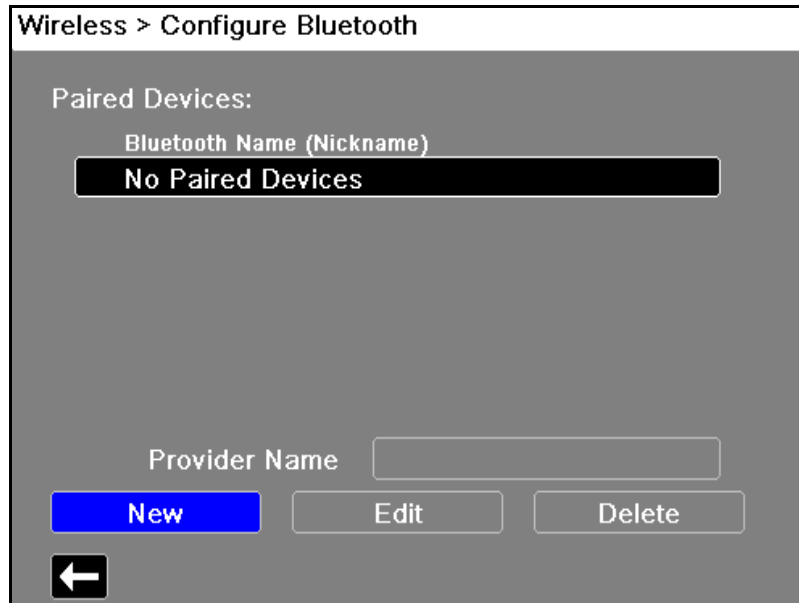 Wireless > Configure Bluetooth
Paired Devices:
Bluetooth Name (Nickname)
No Paired Devices
Provider Name
New Edit Delete